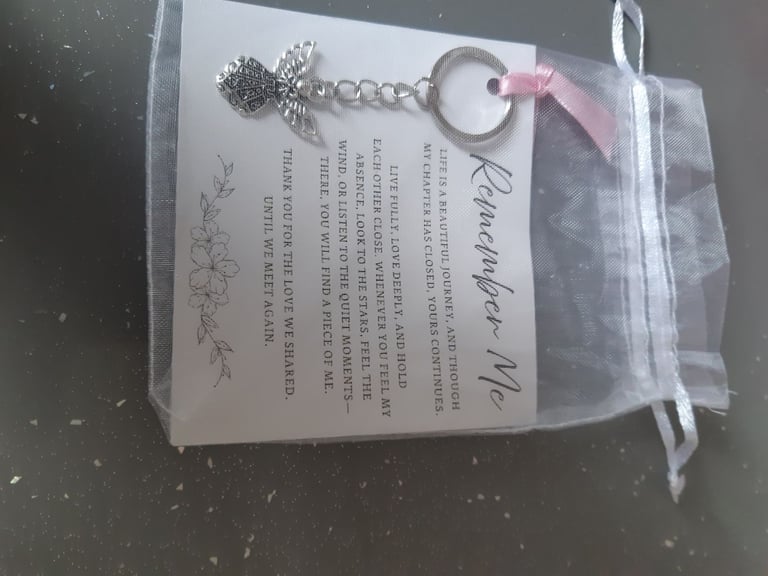 Remember Me
LIFE IS A BEAUTIFUL JOURNEY, AND THOUGH
MY CHAPTER HAS CLOSED, YOURS CONTINUES.
LIVE FULLY, LOVE DEEPLY, AND HOLD
EACH OTHER CLOSE. WHENEVER YOU FEEL MY
ABSENCE, LOOK TO THE STARS, FEEL THE
WIND, OR LISTEN TO THE QUIET MOMENTS—
THERE, YOU WILL FIND A PIECE OF ME.
THANK YOU FOR THE LOVE WE SHARED.
UNTIL WE MEET AGAIN.